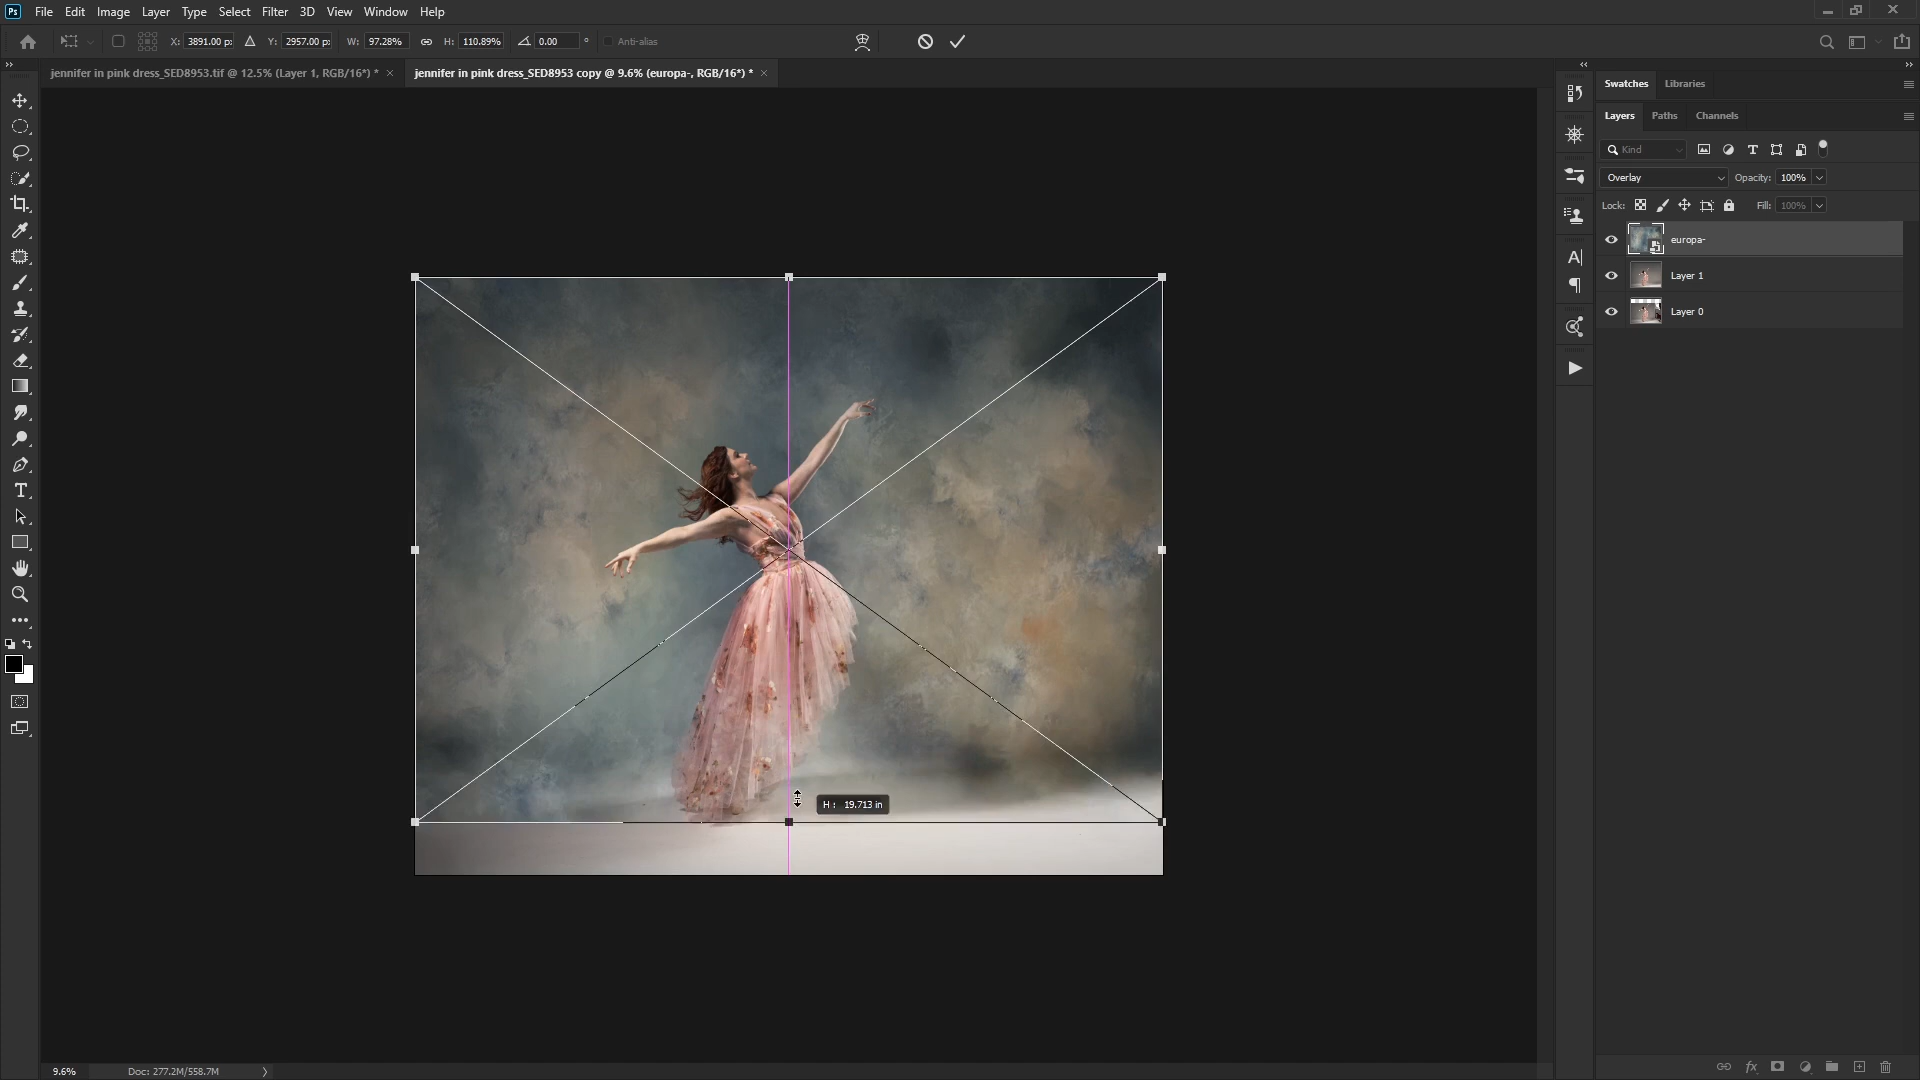 Ps File Edit Image Layer Type Select Filter 3D View Window Help
X: 3891.00 p: Y: 2957.00 p: W: 97.28% H: 110.89% 0.00 ° Anti-alias
jennifer in pink dress_SED8953.tif @ 12.5% (Layer 1, RGB/16*) * × jennifer in pink dress_SED8953 copy @ 9.6% (europa-, RGB/16*) * ×
Swatches Libraries
Layers Paths Channels
Kind
Overlay Opacity: 100%
Lock: Fill: 100%
europa-
Layer 1
Layer 0
H : 19.713 in
9.6% Doc: 277.2M/558.7M